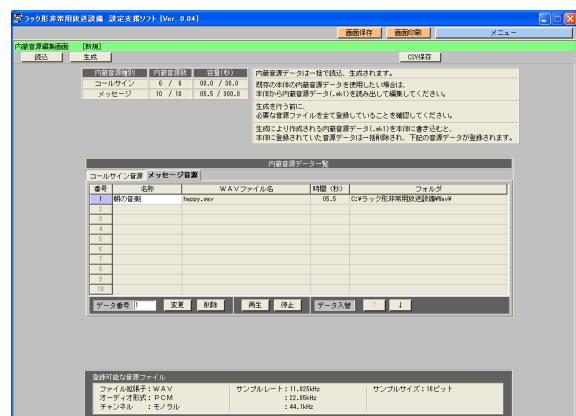 ラック形非常用放送設備 設定支援ソフト [Ver. 0.04]
画面保存 画面印刷 メニュー
内蔵音源編集画面 [新規]
読込 生成 CSV保存
内蔵音源種別 内蔵音源数 容量(秒)
コールサイン 6 / 6 00.0 / 30.0
メッセージ 10 / 10 05.5 / 300.0
内蔵音源データは一括で読込、生成されます。
既存の本体の内蔵音源データを使用したい場合は、
本体から内蔵音源データ(.mk1)を読み出して編集してください。
生成を行う前に、
必要な音源ファイルを全て登録していることを確認してください。
生成により作成される内蔵音源データ(.mk1)を本体に書き込むと、
本体に登録されていた音源データは一括削除され、下記の音源データが登録されます。
内蔵音源データ一覧
コールサイン音源 メッセージ音源
番号 名称 WAVファイル名 時間(秒) フォルダ
1 朝の音楽 happy.wav 05.5 C:¥ラック形非常用放送設備¥Wav¥
2
3
4
5
6
7
8
9
10
データ番号 1 変更 削除 再生 停止 データ入替 ↑ ↓
登録可能な音源ファイル
ファイル拡張子:WAV サンプルレート:11.025kHz サンプルサイズ:16ビット
オーディオ形式:PCM :22.05kHz
チャンネル :モノラル :44.1kHz